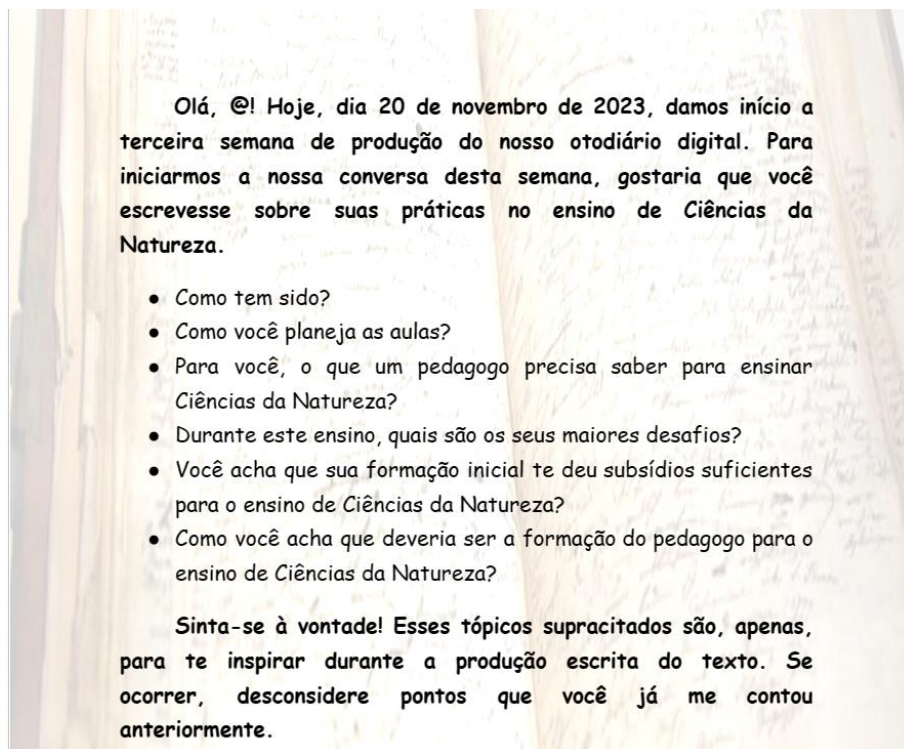 Olá, @! Hoje, dia 20 de novembro de 2023, damos início a
terceira semana de produção do nosso otodiário digital. Para
iniciarmos a nossa conversa desta semana, gostaria que você
escrevesse sobre suas práticas no ensino de Ciências da
Natureza.
● Como tem sido?
● Como você planeja as aulas?
● Para você, o que um pedagogo precisa saber para ensinar
Ciências da Natureza?
● Durante este ensino, quais são os seus maiores desafios?
● Você acha que sua formação inicial te deu subsídios suficientes
para o ensino de Ciências da Natureza?
● Como você acha que deveria ser a formação do pedagogo para o
ensino de Ciências da Natureza?
Sinta-se à vontade! Esses tópicos supracitados são, apenas,
para te inspirar durante a produção escrita do texto. Se
ocorrer, desconsidere pontos que você já me contou
anteriormente.